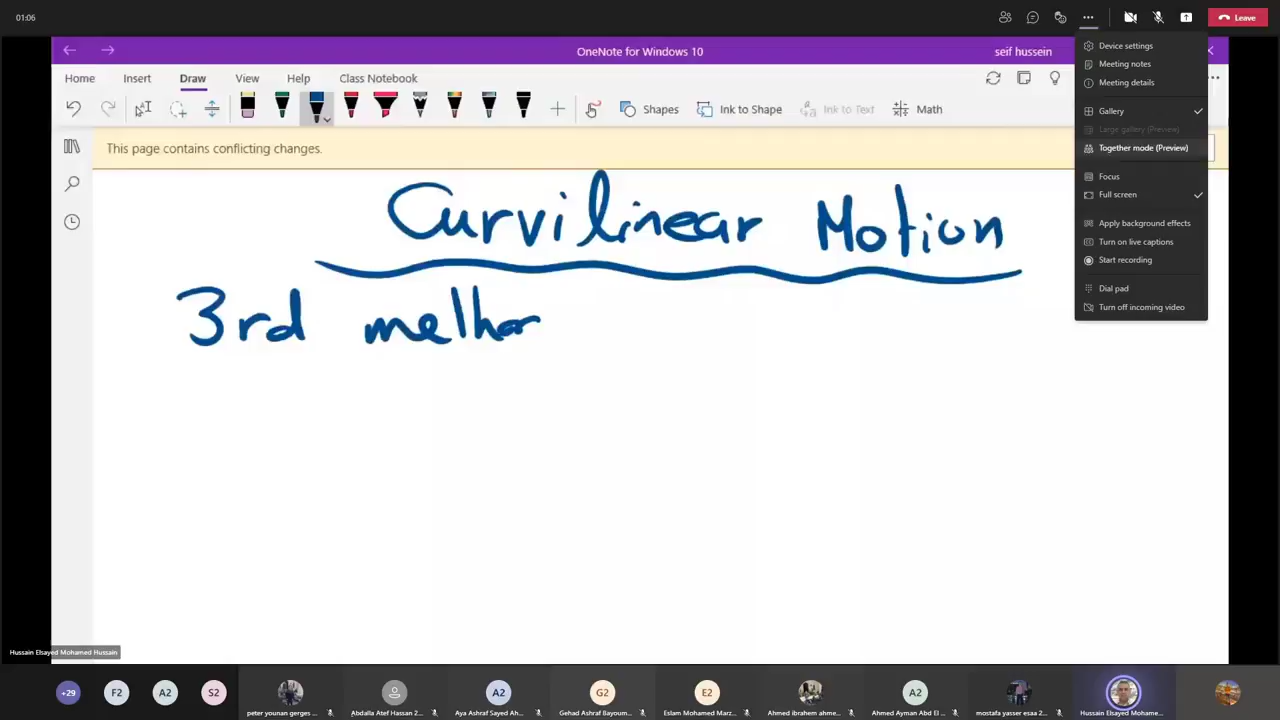 01:06
Leave
OneNote for Windows 10
seif hussein
Home Insert Draw View Help Class Notebook
Shapes Ink to Shape Ink to Text Math
This page contains conflicting changes.
Curvilinear Motion
3rd methor
Device settings
Meeting notes
Meeting details
Gallery
Large gallery (Preview)
Together mode (Preview)
Focus
Full screen
Apply background effects
Turn on live captions
Start recording
Dial pad
Turn off incoming video
Hussain Elsayed Mohamed Hussain
+29 F2 A2 S2 A2 G2 E2 A2
peter younan gerges ... Abdalla Atef Hassan 2... Aya Ashraf Sayed Ah... Gehad Ashraf Bayoum... Eslam Mohamed Marz... Ahmed ibrahem ahme... Ahmed Ayman Abd El ... mostafa yasser esaa 2... Hussain Elsayed Mohame...